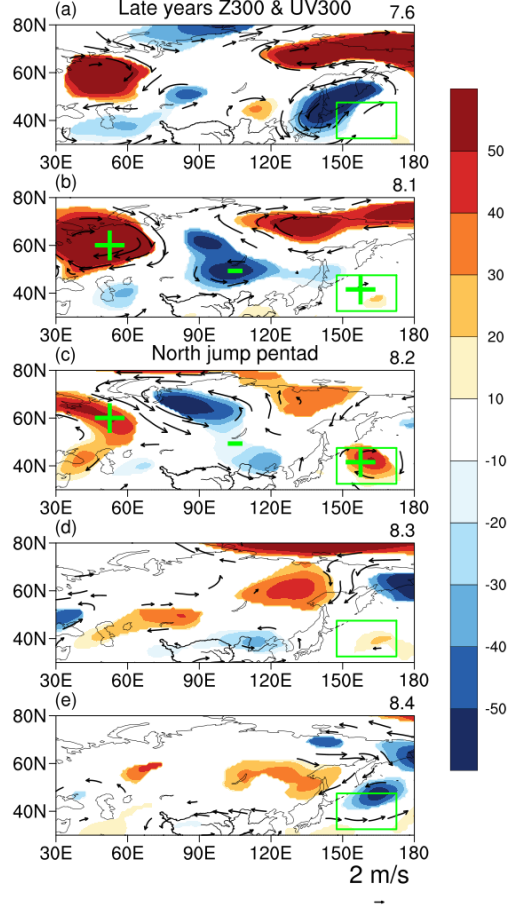 (a) Late years Z300 & UV300 7.6
80N
60N
40N
30E 60E 90E 120E 150E 180
(b) 8.1
80N
60N
40N
30E 60E 90E 120E 150E 180
(c) North jump pentad 8.2
80N
60N
40N
30E 60E 90E 120E 150E 180
(d) 8.3
80N
60N
40N
30E 60E 90E 120E 150E 180
(e) 8.4
80N
60N
40N
30E 60E 90E 120E 150E 180
2 m/s
50
40
30
20
10
-10
-20
-30
-40
-50